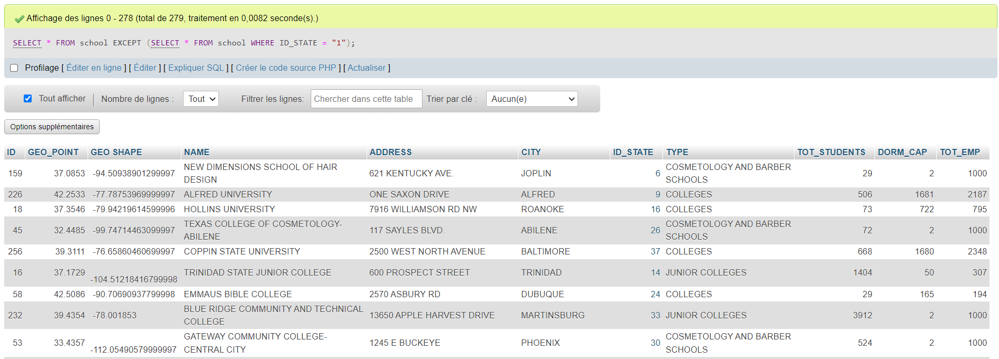 Affichage des lignes 0 - 278 (total de 279, traitement en 0,0082 seconde(s).)
SELECT * FROM school EXCEPT (SELECT * FROM school WHERE ID_STATE = "1");
Profilage [ Éditer en ligne ] [ Éditer ] [ Expliquer SQL ] [ Créer le code source PHP ] [ Actualiser ]
Tout afficher | Nombre de lignes : Tout Filtrer les lignes: Chercher dans cette table Trier par clé : Aucun(e)
Options supplémentaires
ID GEO_POINT GEO SHAPE NAME ADDRESS CITY ID_STATE TYPE TOT_STUDENTS DORM_CAP TOT_EMP
159 37.0853 -94.50938901299997 NEW DIMENSIONS SCHOOL OF HAIR DESIGN 621 KENTUCKY AVE. JOPLIN 6 COSMETOLOGY AND BARBER SCHOOLS 29 2 1000
226 42.2533 -77.78753969999997 ALFRED UNIVERSITY ONE SAXON DRIVE ALFRED 9 COLLEGES 506 1681 2187
18 37.3546 -79.94219614599996 HOLLINS UNIVERSITY 7916 WILLIAMSON RD NW ROANOKE 16 COLLEGES 73 722 795
45 32.4485 -99.74714463099997 TEXAS COLLEGE OF COSMETOLOGY-ABILENE 117 SAYLES BLVD. ABILENE 26 COSMETOLOGY AND BARBER SCHOOLS 72 2 1000
256 39.3111 -76.65860460699997 COPPIN STATE UNIVERSITY 2500 WEST NORTH AVENUE BALTIMORE 37 COLLEGES 668 1680 2348
16 37.1729 -104.51218416799998 TRINIDAD STATE JUNIOR COLLEGE 600 PROSPECT STREET TRINIDAD 14 JUNIOR COLLEGES 1404 50 307
58 42.5086 -90.70690937799998 EMMAUS BIBLE COLLEGE 2570 ASBURY RD DUBUQUE 24 COLLEGES 29 165 194
232 39.4354 -78.001853 BLUE RIDGE COMMUNITY AND TECHNICAL COLLEGE 13650 APPLE HARVEST DRIVE MARTINSBURG 33 JUNIOR COLLEGES 3912 2 1000
53 33.4357 -112.05490579999997 GATEWAY COMMUNITY COLLEGE-CENTRAL CITY 1245 E BUCKEYE PHOENIX 30 COSMETOLOGY AND BARBER SCHOOLS 524 2 1000